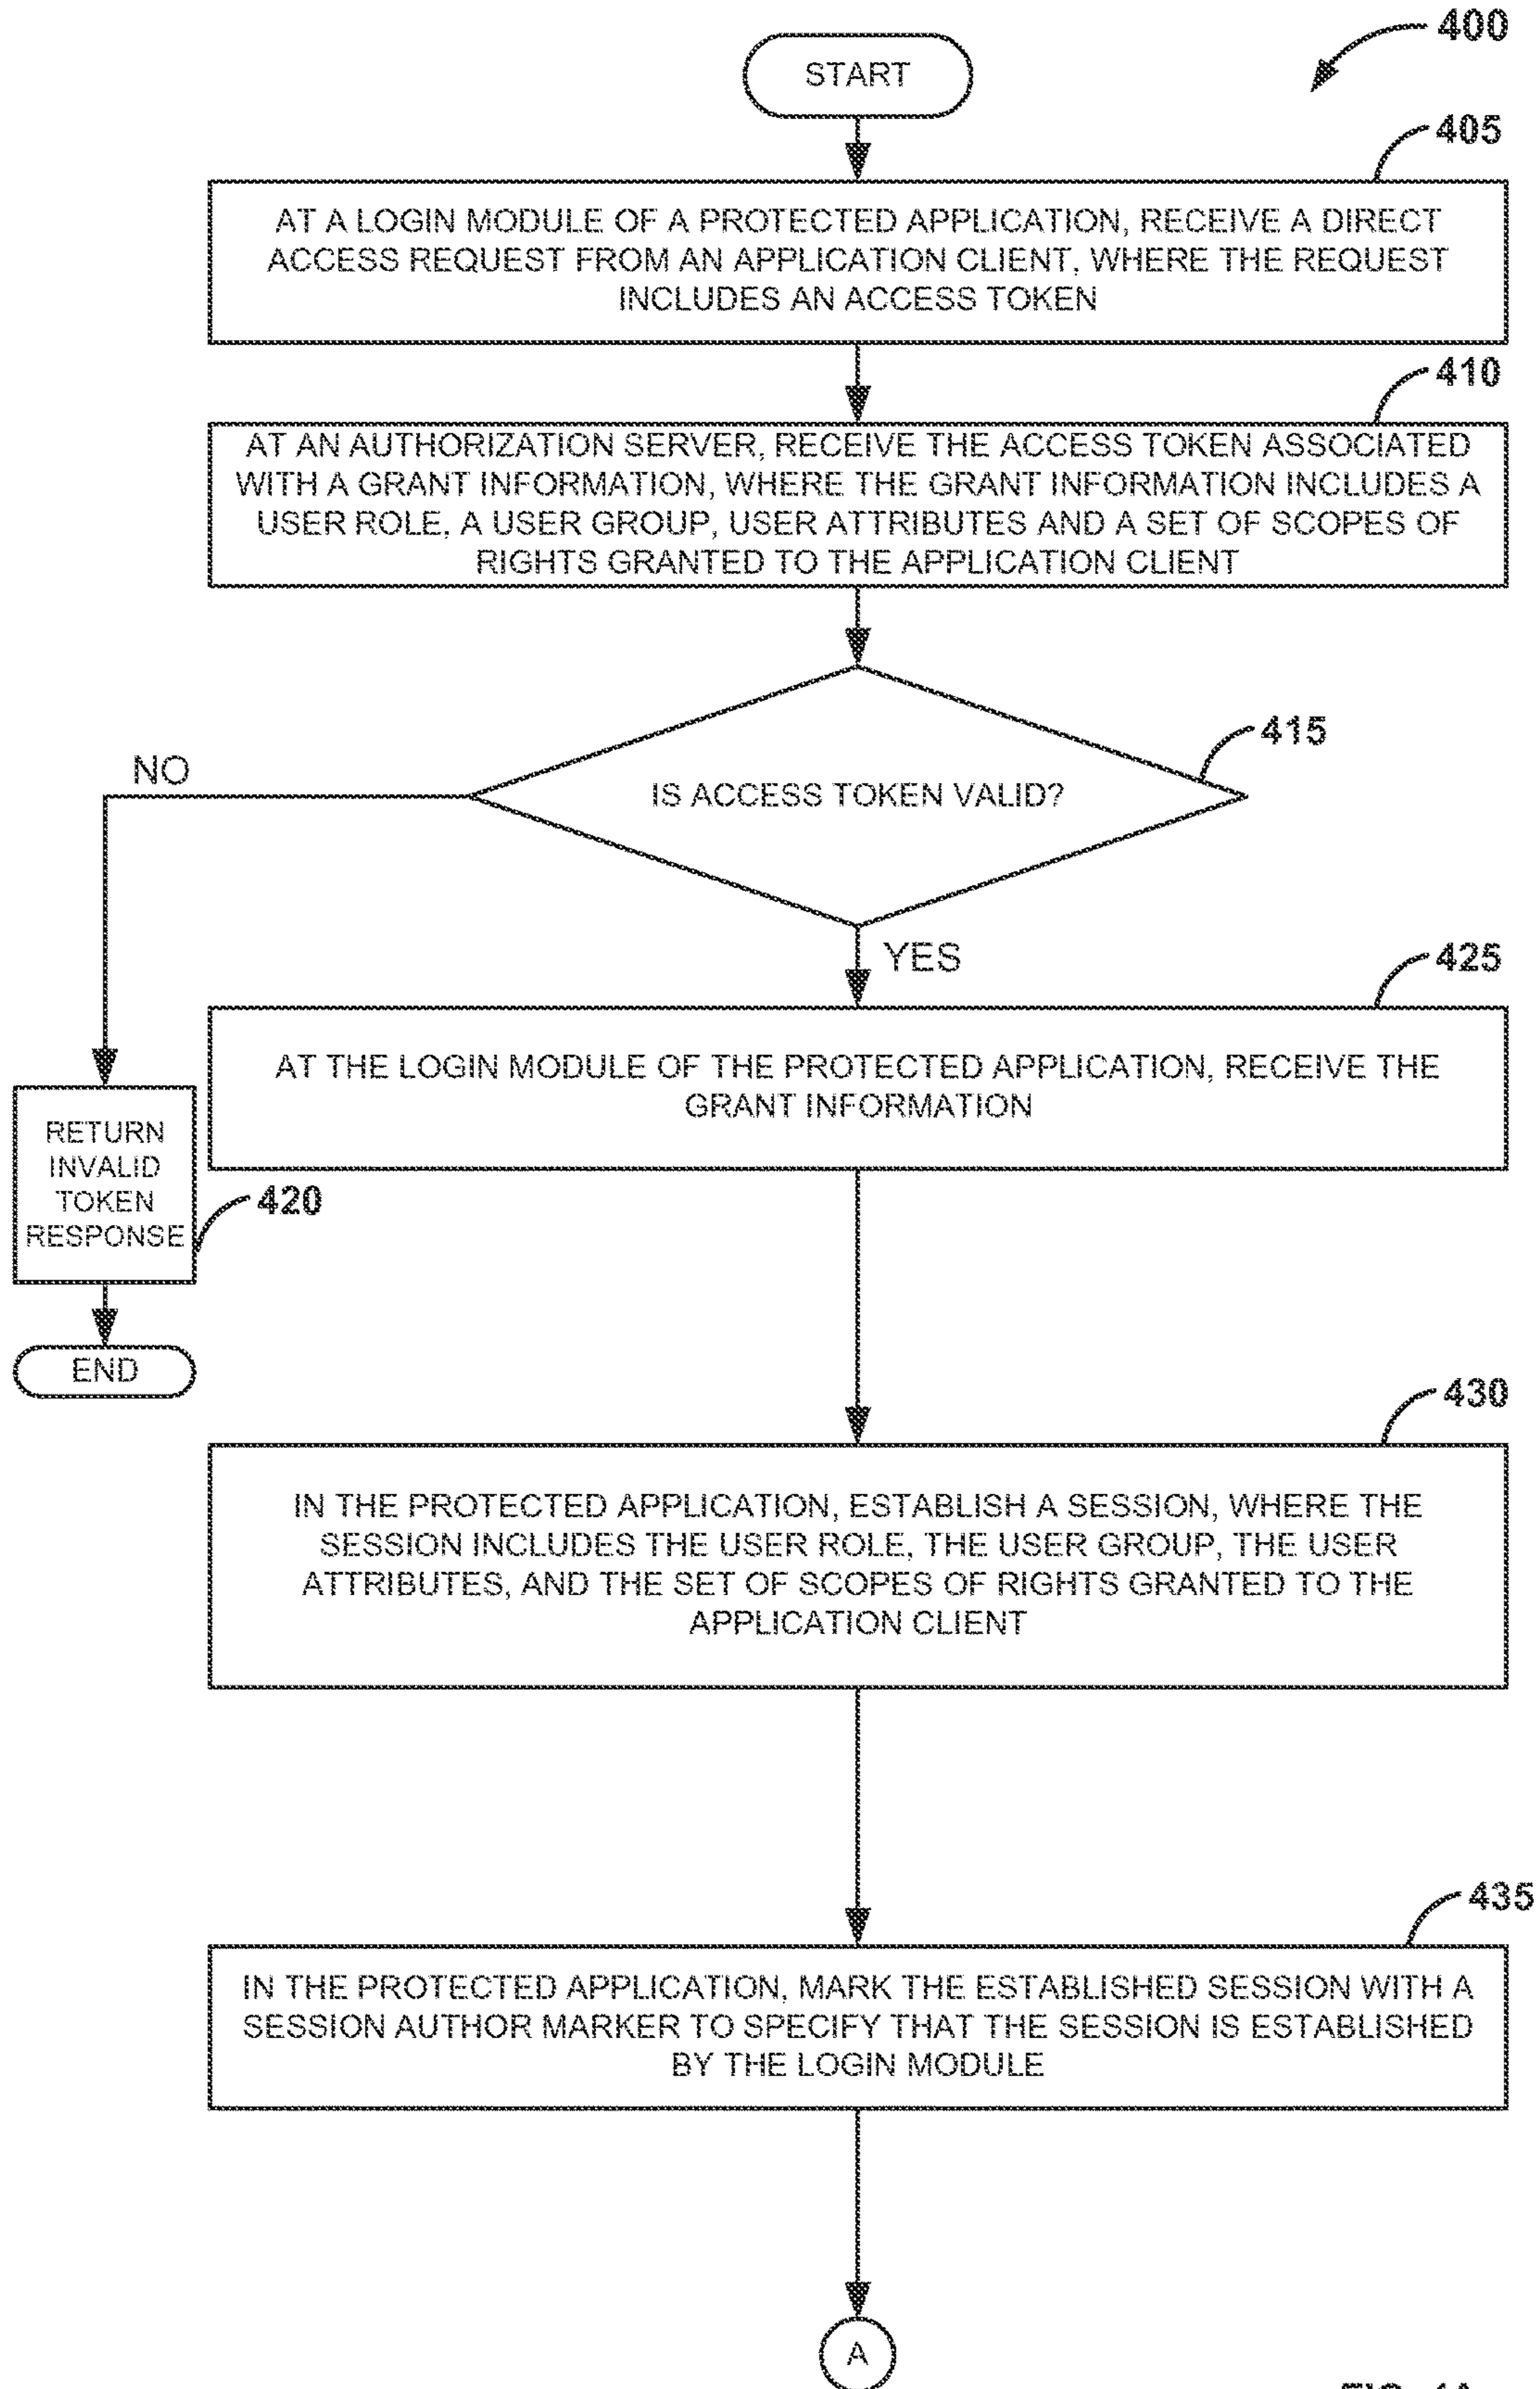 400
START
405
AT A LOGIN MODULE OF A PROTECTED APPLICATION, RECEIVE A DIRECT
ACCESS REQUEST FROM AN APPLICATION CLIENT, WHERE THE REQUEST
INCLUDES AN ACCESS TOKEN
410
AT AN AUTHORIZATION SERVER, RECEIVE THE ACCESS TOKEN ASSOCIATED
WITH A GRANT INFORMATION, WHERE THE GRANT INFORMATION INCLUDES A
USER ROLE, A USER GROUP, USER ATTRIBUTES AND A SET OF SCOPES OF
RIGHTS GRANTED TO THE APPLICATION CLIENT
415
IS ACCESS TOKEN VALID?
NO
YES
425
AT THE LOGIN MODULE OF THE PROTECTED APPLICATION, RECEIVE THE
GRANT INFORMATION
RETURN
INVALID
TOKEN
RESPONSE
420
END
430
IN THE PROTECTED APPLICATION, ESTABLISH A SESSION, WHERE THE
SESSION INCLUDES THE USER ROLE, THE USER GROUP, THE USER
ATTRIBUTES, AND THE SET OF SCOPES OF RIGHTS GRANTED TO THE
APPLICATION CLIENT
435
IN THE PROTECTED APPLICATION, MARK THE ESTABLISHED SESSION WITH A
SESSION AUTHOR MARKER TO SPECIFY THAT THE SESSION IS ESTABLISHED
BY THE LOGIN MODULE
A